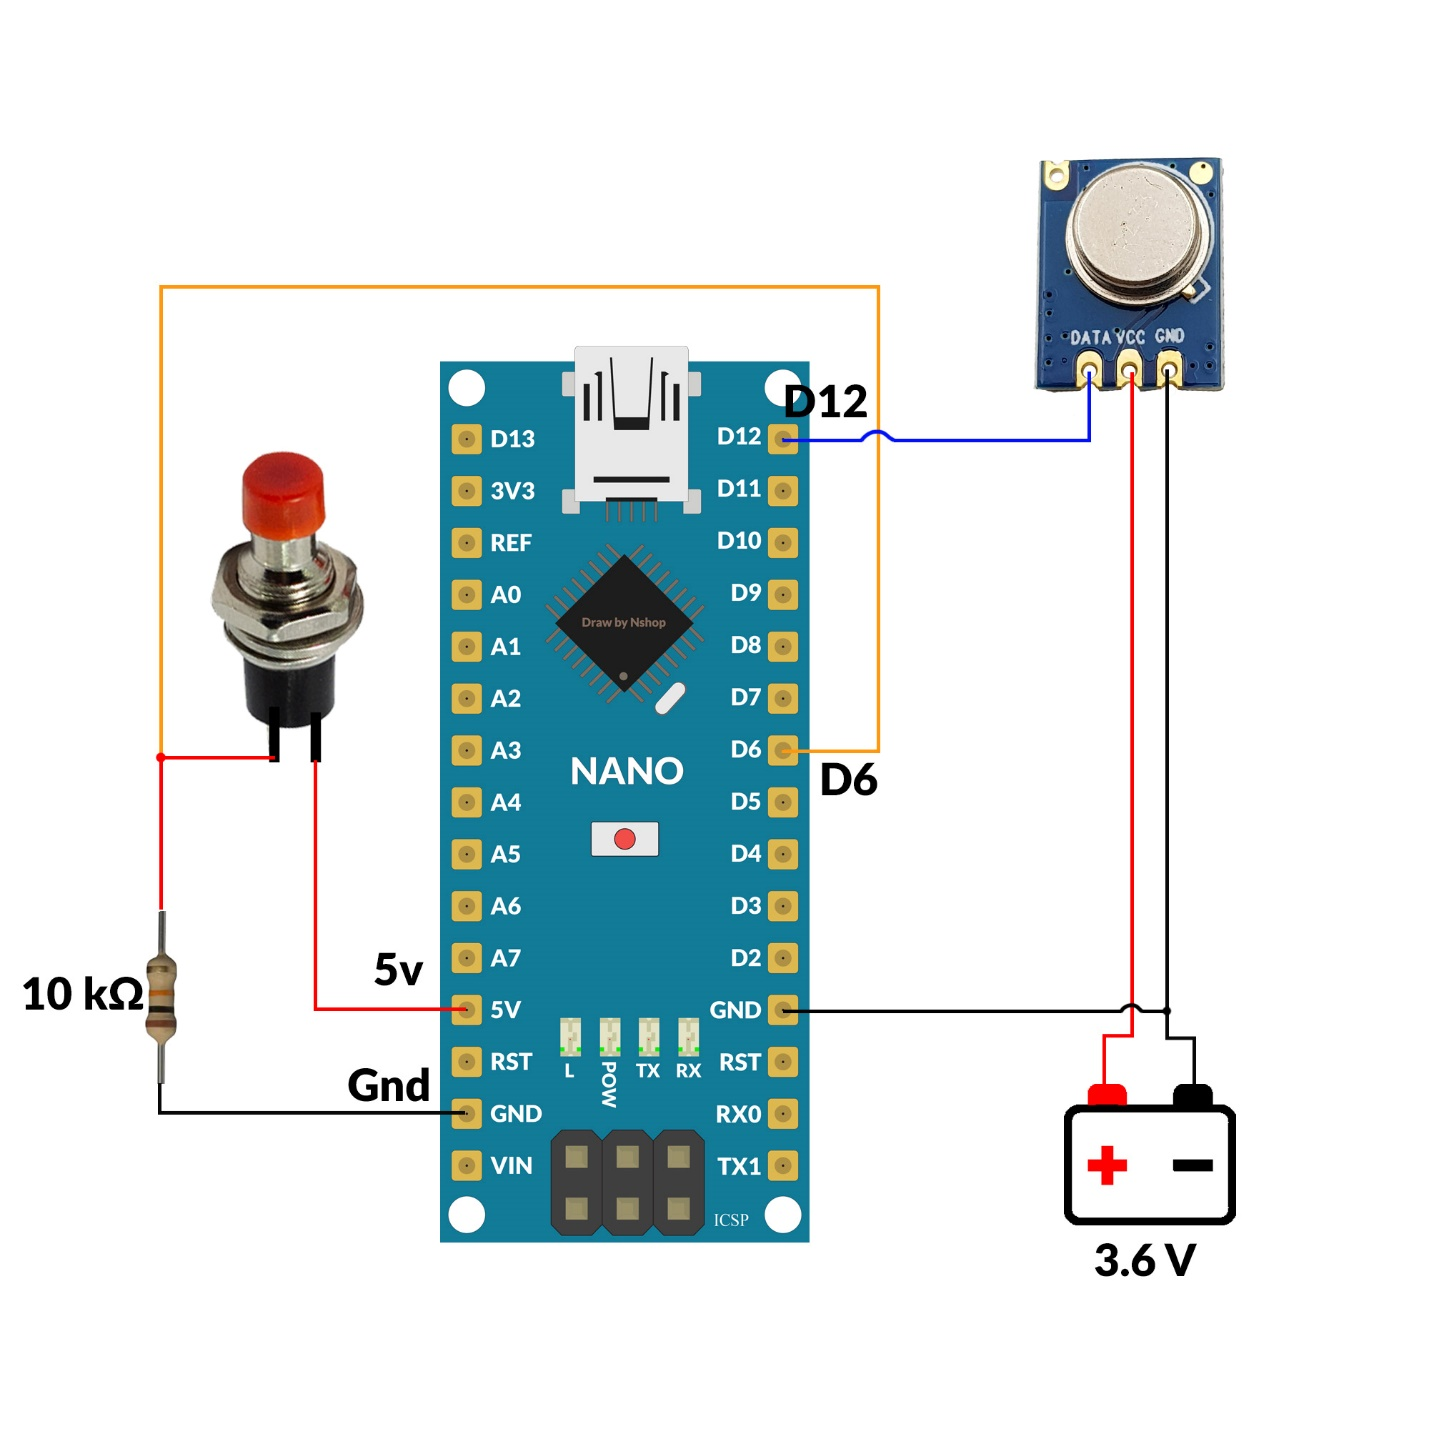 DATA VCC GND
D12
D13
3V3
REF
A0
A1
A2
A3
A4
A5
A6
A7
5V
RST
GND
VIN
D12
D11
D10
D9
D8
D7
D6
D5
D4
D3
D2
GND
RST
RX0
TX1
Draw by Nshop
NANO
L
POW
TX
RX
ICSP
D6
5v
Gnd
10 kΩ
3.6 V